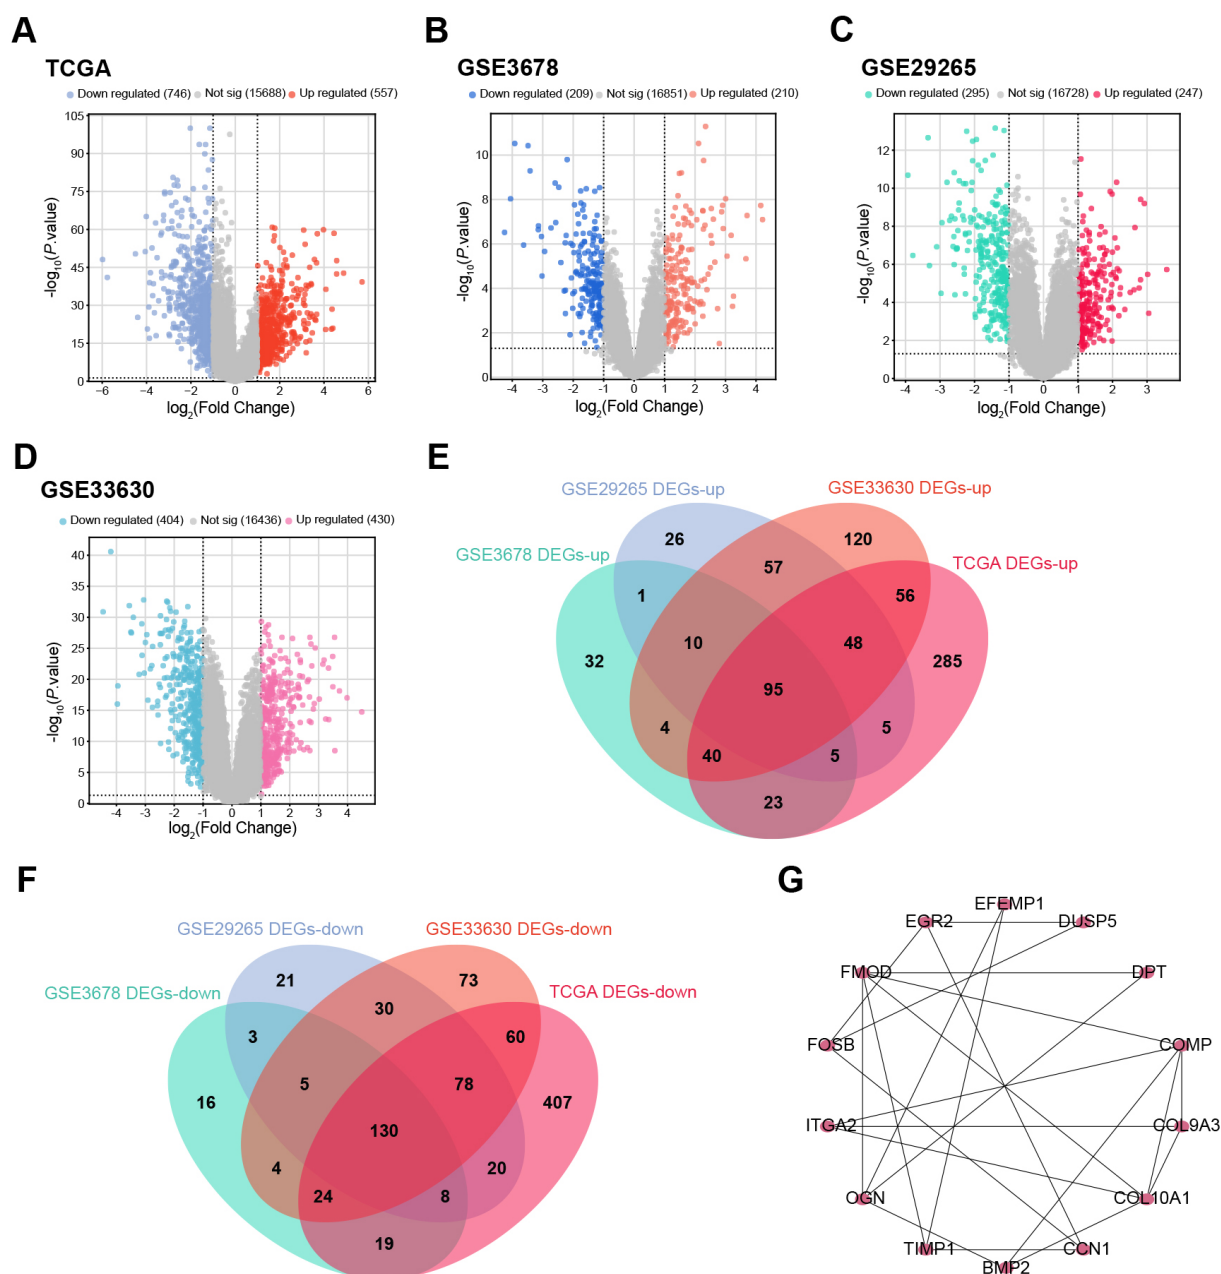 A
TCGA
Down regulated (746) Not sig (15688) Up regulated (557)
105
90
75
60
45
30
15
0
-6 -4 -2 0 2 4 6
-log10(P.value)
log2(Fold Change)
B
GSE3678
Down regulated (209) Not sig (16851) Up regulated (210)
10
8
6
4
2
0
-4 -3 -2 -1 0 1 2 3 4
-log10(P.value)
log2(Fold Change)
C
GSE29265
Down regulated (295) Not sig (16728) Up regulated (247)
12
10
8
6
4
2
0
-4 -3 -2 -1 0 1 2 3
-log10(P.value)
log2(Fold Change)
D
GSE33630
Down regulated (404) Not sig (16436) Up regulated (430)
40
35
30
25
20
15
10
5
0
-4 -3 -2 -1 0 1 2 3 4
-log10(P.value)
log2(Fold Change)
E
GSE29265 DEGs-up GSE33630 DEGs-up
GSE3678 DEGs-up TCGA DEGs-up
26 120
57
1 56
10 48
32 285
95
4 5
40 5
23
F
GSE29265 DEGs-down GSE33630 DEGs-down
GSE3678 DEGs-down TCGA DEGs-down
21 73
30
3 60
5 78
16 407
130
4 20
24 8
19
G
EFEMP1
EGR2 DUSP5
FMOD DPT
FOSB COMP
ITGA2 COL9A3
OGN COL10A1
TIMP1 CCN1
BMP2